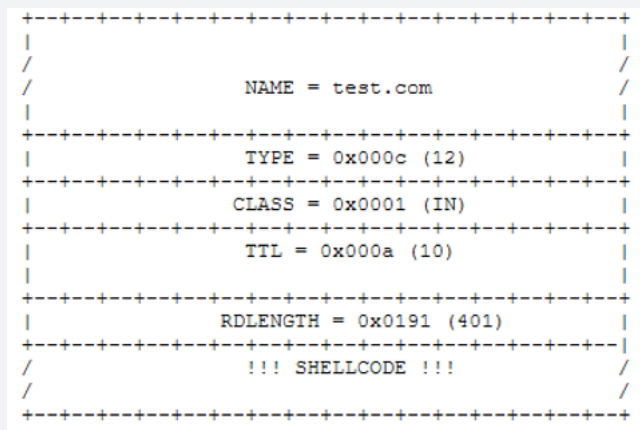 NAME = test.com
TYPE = 0x000c (12)
CLASS = 0x0001 (IN)
TTL = 0x000a (10)
RDLENGTH = 0x0191 (401)
!!! SHELLCODE !!!